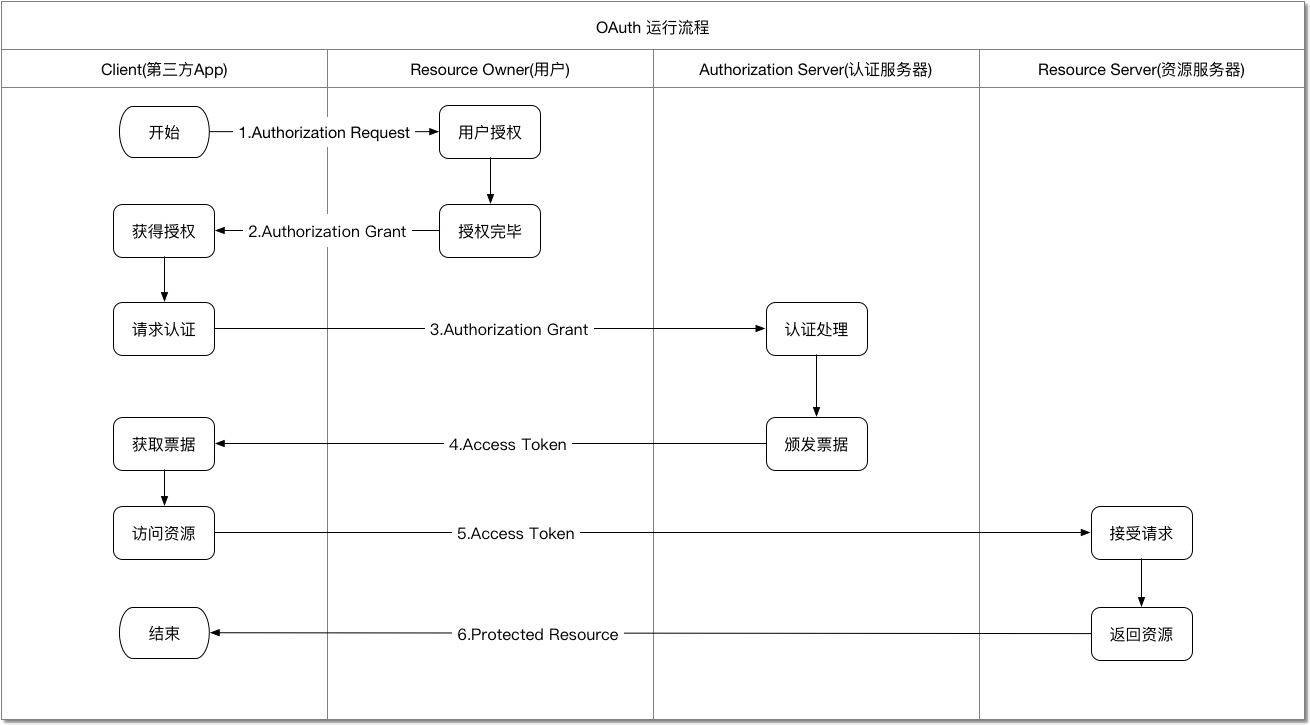 OAuth 运行流程
Client(第三方App)
Resource Owner(用户)
Authorization Server(认证服务器)
Resource Server(资源服务器)
开始
1.Authorization Request
用户授权
获得授权
2.Authorization Grant
授权完毕
请求认证
3.Authorization Grant
认证处理
获取票据
4.Access Token
颁发票据
访问资源
5.Access Token
接受请求
结束
6.Protected Resource
返回资源